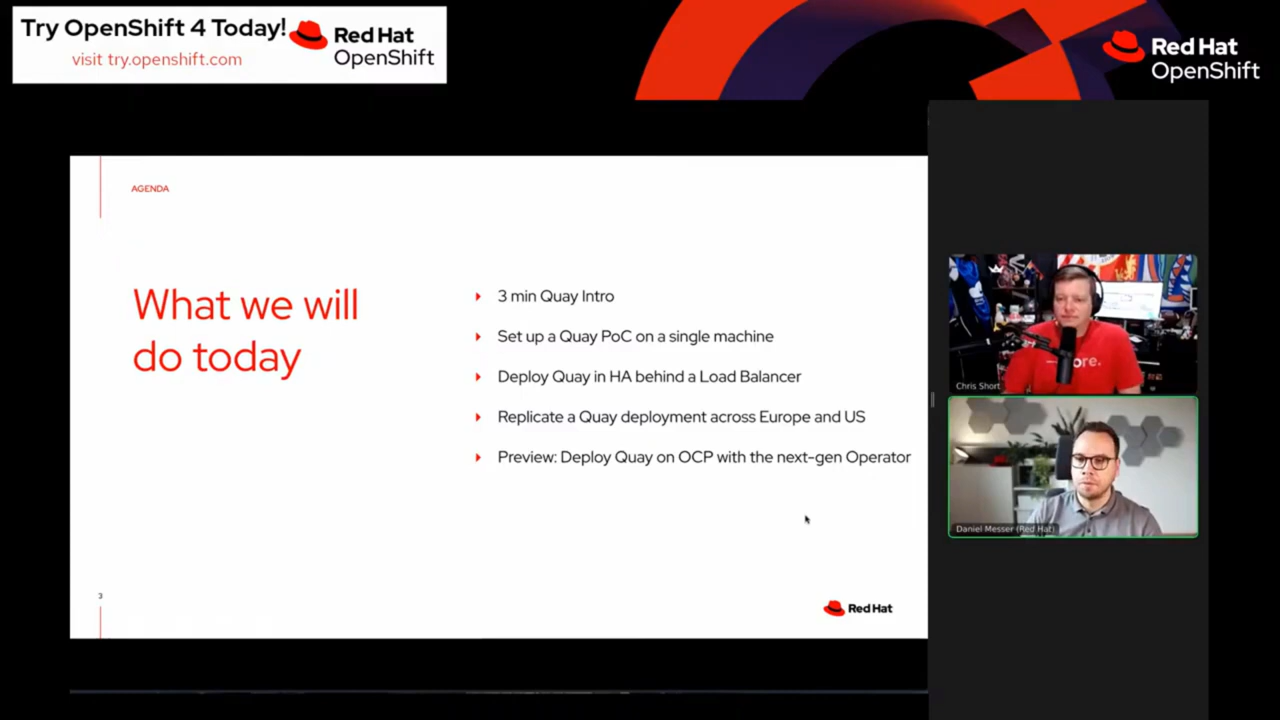 Try OpenShift 4 Today!
visit try.openshift.com
Red Hat
OpenShift
Red Hat
OpenShift
AGENDA
What we will
do today
3 min Quay Intro
Set up a Quay PoC on a single machine
Deploy Quay in HA behind a Load Balancer
Replicate a Quay deployment across Europe and US
Preview: Deploy Quay on OCP with the next-gen Operator
3
Red Hat
ore.
Chris Short
Daniel Messer (Red Hat)